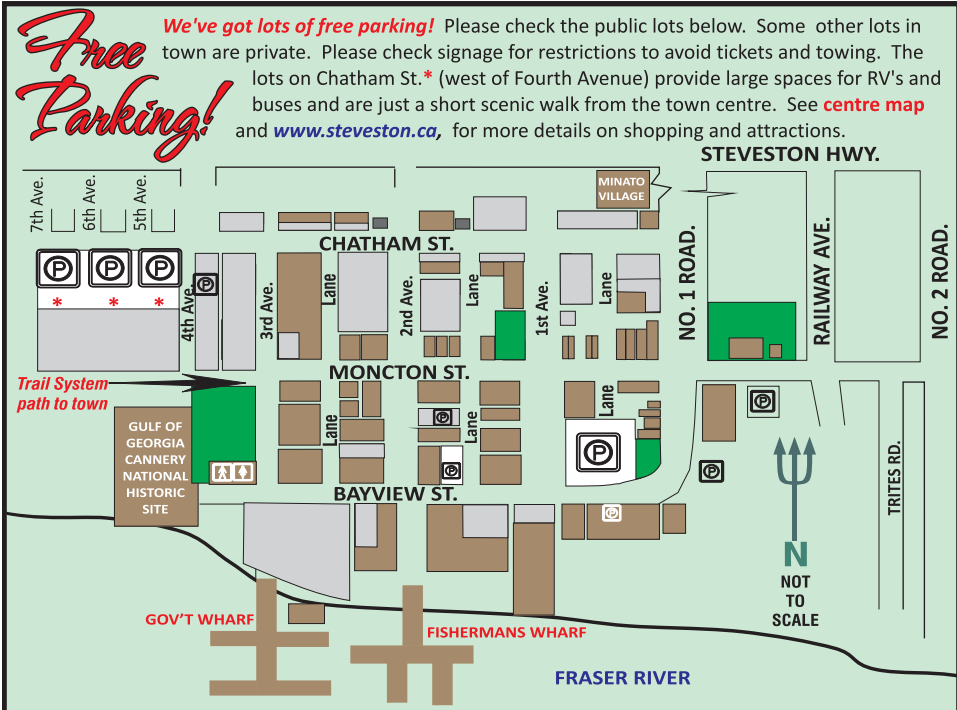 Free
Parking!
We've got lots of free parking! Please check the public lots below. Some other lots in
town are private. Please check signage for restrictions to avoid tickets and towing. The
lots on Chatham St.* (west of Fourth Avenue) provide large spaces for RV's and
buses and are just a short scenic walk from the town centre. See centre map
and www.steveston.ca, for more details on shopping and attractions.
STEVESTON HWY.
7th Ave.
6th Ave.
5th Ave.
MINATO
VILLAGE
CHATHAM ST.
P
P
P
P
*
*
*
4th Ave.
3rd Ave.
Lane
2nd Ave.
Lane
1st Ave.
Lane
NO. 1 ROAD.
RAILWAY AVE.
NO. 2 ROAD.
MONCTON ST.
Trail System
path to town
GULF OF
GEORGIA
CANNERY
NATIONAL
HISTORIC
SITE
Lane
P
Lane
P
Lane
P
P
P
BAYVIEW ST.
P
TRITES RD.
N
NOT
TO
SCALE
GOV'T WHARF
FISHERMANS WHARF
FRASER RIVER